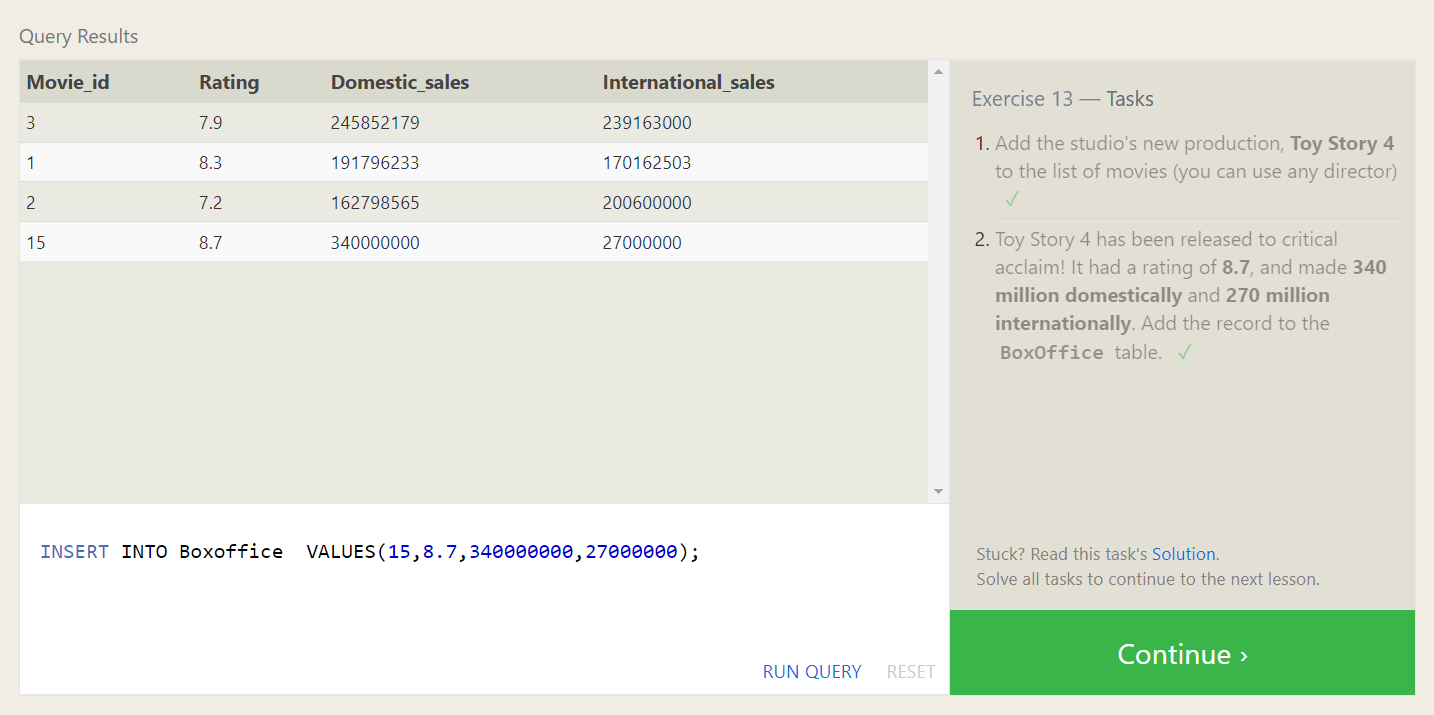 Query Results
Movie_id Rating Domestic_sales International_sales
3 7.9 245852179 239163000
1 8.3 191796233 170162503
2 7.2 162798565 200600000
15 8.7 340000000 27000000
INSERT INTO Boxoffice  VALUES(15,8.7,340000000,27000000);
RUN QUERY RESET
Exercise 13 — Tasks
1. Add the studio's new production, Toy Story 4
to the list of movies (you can use any director)
✓
2. Toy Story 4 has been released to critical
acclaim! It had a rating of 8.7, and made 340
million domestically and 270 million
internationally. Add the record to the
BoxOffice table. ✓
Stuck? Read this task's Solution.
Solve all tasks to continue to the next lesson.
Continue ›